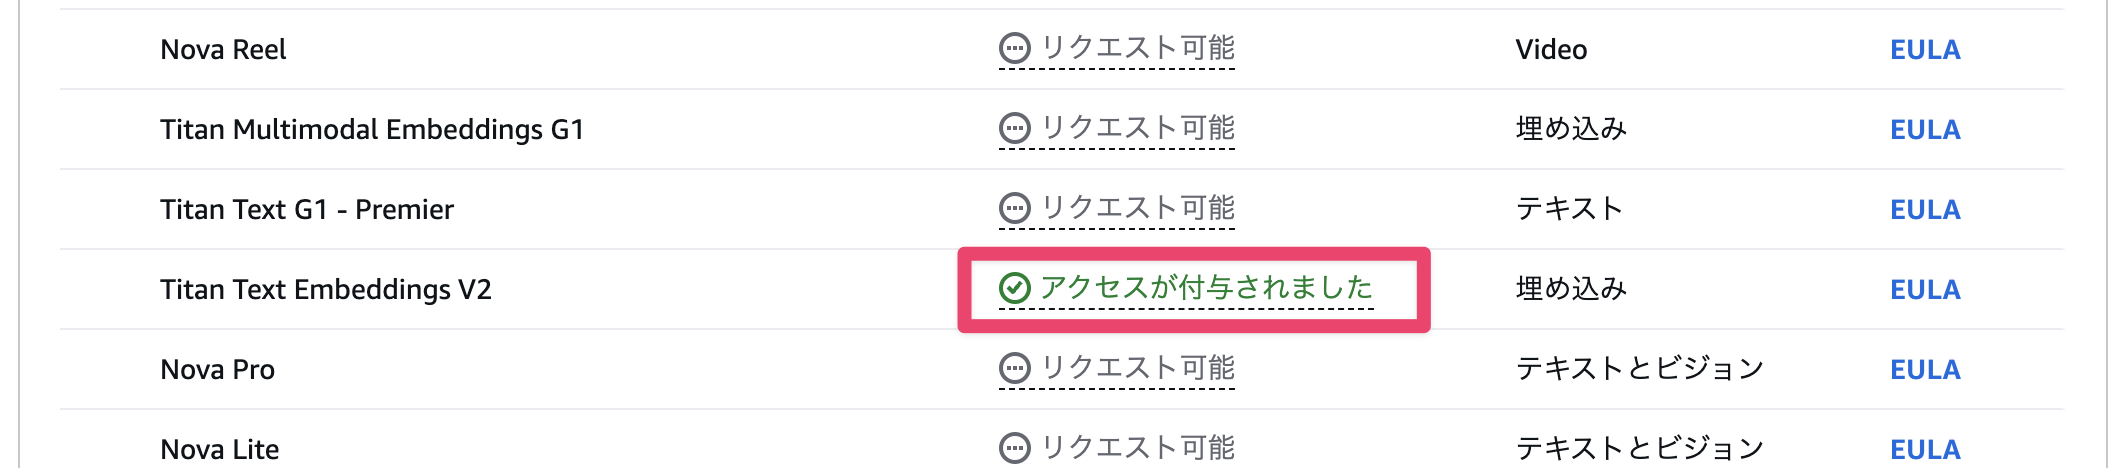 Nova Reel リクエスト可能 Video EULA
Titan Multimodal Embeddings G1 リクエスト可能 埋め込み EULA
Titan Text G1 - Premier リクエスト可能 テキスト EULA
Titan Text Embeddings V2 アクセスが付与されました 埋め込み EULA
Nova Pro リクエスト可能 テキストとビジョン EULA
Nova Lite リクエスト可能 テキストとビジョン EULA